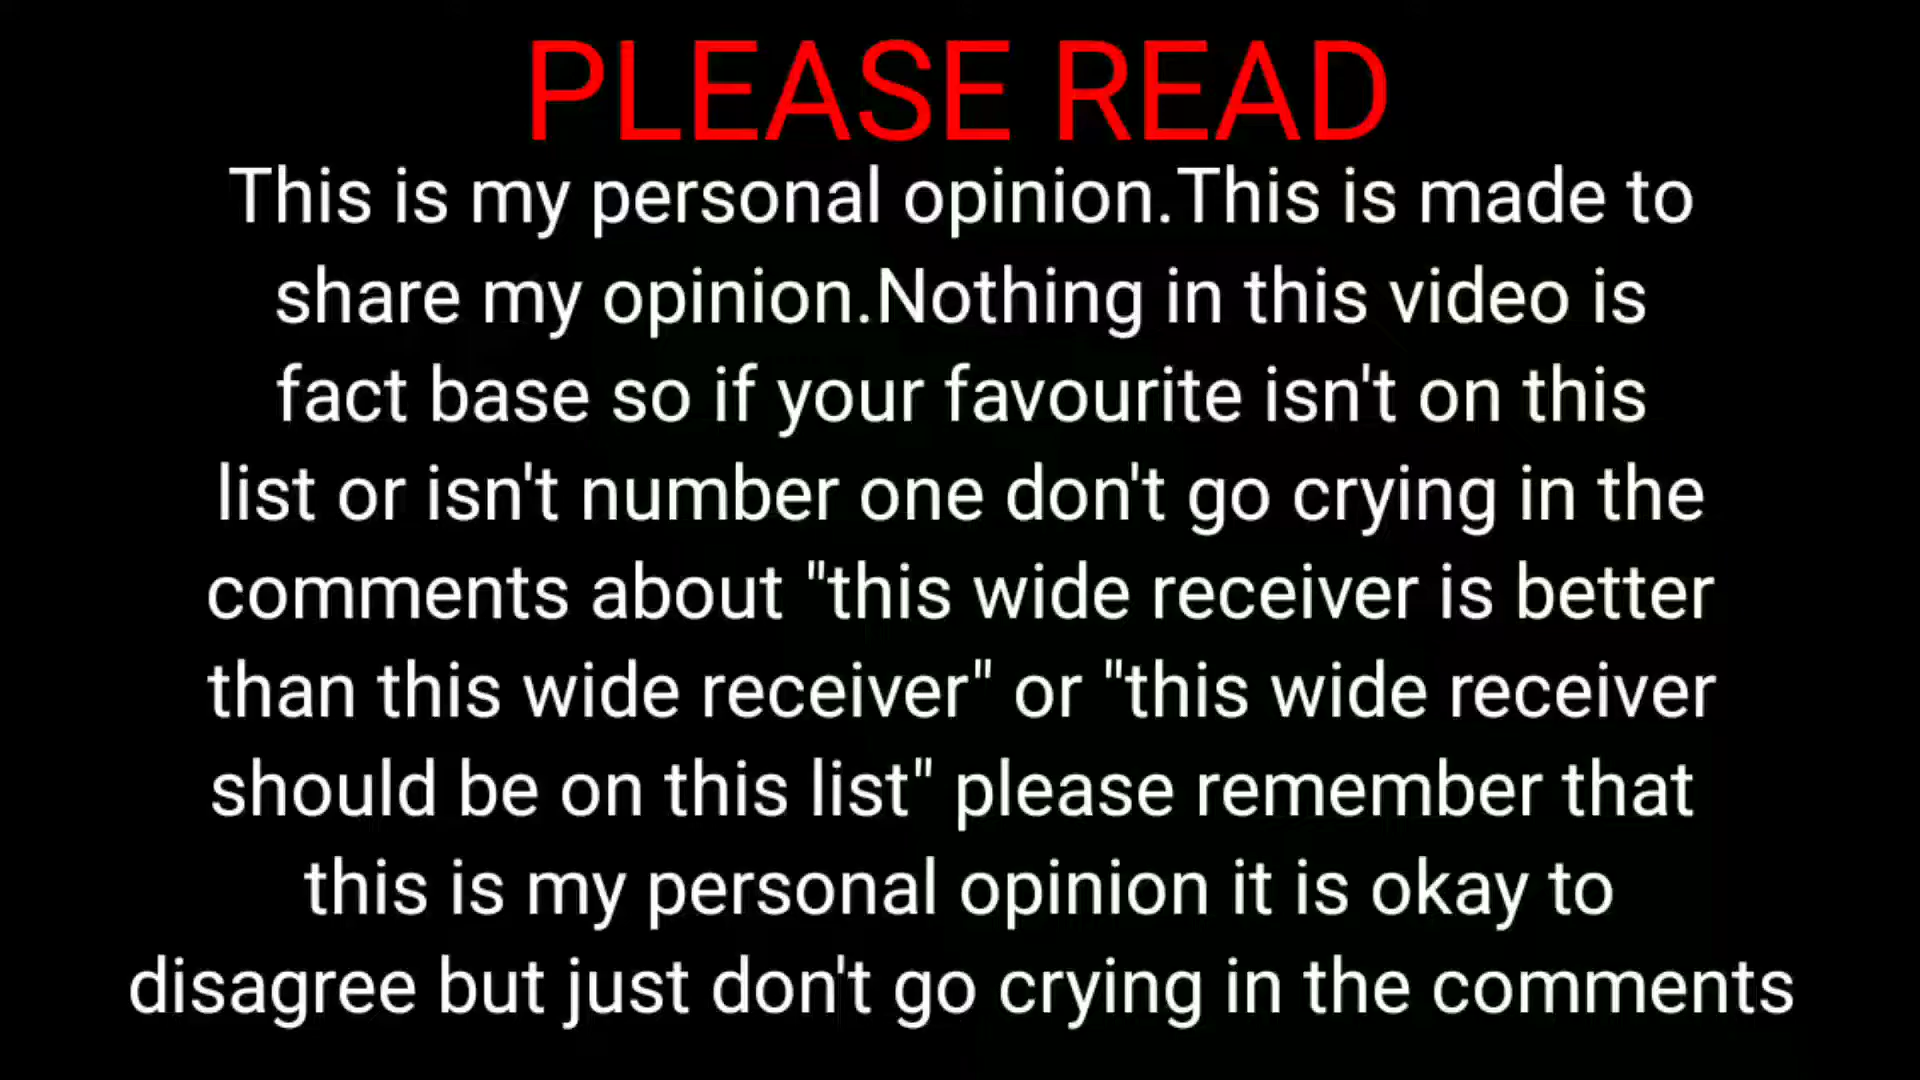 PLEASE READ
This is my personal opinion.This is made to
share my opinion.Nothing in this video is
fact base so if your favourite isn't on this
list or isn't number one don't go crying in the
comments about "this wide receiver is better
than this wide receiver" or "this wide receiver
should be on this list" please remember that
this is my personal opinion it is okay to
disagree but just don't go crying in the comments